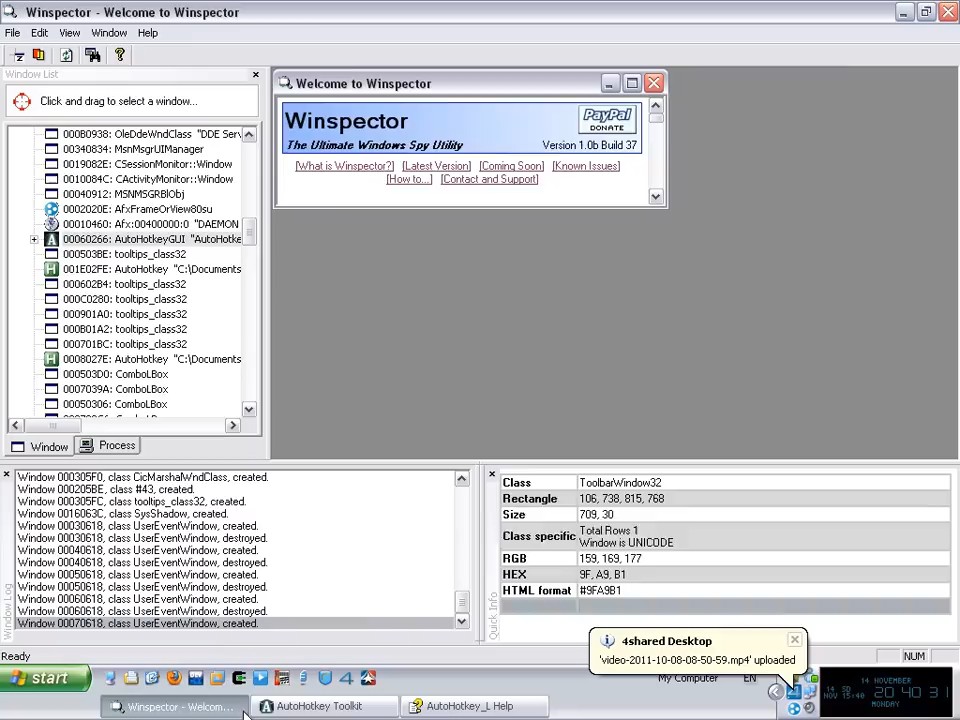 Winspector - Welcome to Winspector
File Edit View Window Help
Window List
Click and drag to select a window...
000B0938: OleDdeWndClass "DDE Serv
00340834: MsnMsgrUIManager
0019082E: CSessionMonitor::Window
0010084C: CActivityMonitor::Window
00040912: MSNMSGRBlObj
0002020E: AfxFrameOrView80su
00010460: Afx:00400000:0 "DAEMON
00060266: AutoHotkeyGUI "AutoHotke
000503BE: tooltips_class32
001E02FE: AutoHotkey "C:\Documents
000602B4: tooltips_class32
000C0280: tooltips_class32
000901A0: tooltips_class32
000B01A2: tooltips_class32
000701BC: tooltips_class32
0008027E: AutoHotkey "C:\Documents
000503D0: ComboLBox
0007039A: ComboLBox
00050306: ComboLBox
Window Process
Welcome to Winspector
Winspector
PayPal
DONATE
The Ultimate Windows Spy Utility Version 1.0b Build 37
[What is Winspector?] [Latest Version] [Coming Soon] [Known Issues]
[How to...] [Contact and Support]
Window Log
Window 000305F0, class CicMarshalWndClass, created.
Window 000205BE, class #43, created.
Window 000305FC, class tooltips_class32, created.
Window 0016063C, class SysShadow, created.
Window 00030618, class UserEventWindow, created.
Window 00030618, class UserEventWindow, destroyed.
Window 00040618, class UserEventWindow, created.
Window 00040618, class UserEventWindow, destroyed.
Window 00050618, class UserEventWindow, created.
Window 00050618, class UserEventWindow, destroyed.
Window 00060618, class UserEventWindow, created.
Window 00060618, class UserEventWindow, destroyed.
Window 00070618, class UserEventWindow, created.
Quick Info
Class ToolbarWindow32
Rectangle 106, 738, 815, 768
Size 709, 30
Class specific Total Rows 1
Window is UNICODE
RGB 159, 169, 177
HEX 9F, A9, B1
HTML format #9FA9B1
4shared Desktop
'video-2011-10-08-08-50-59.mp4' uploaded
Ready
NUM
start
My Computer
EN
Winspector - Welcom...
AutoHotkey Toolkit
AutoHotkey_L Help
14 NOVEMBER
20 40 31
MONDAY